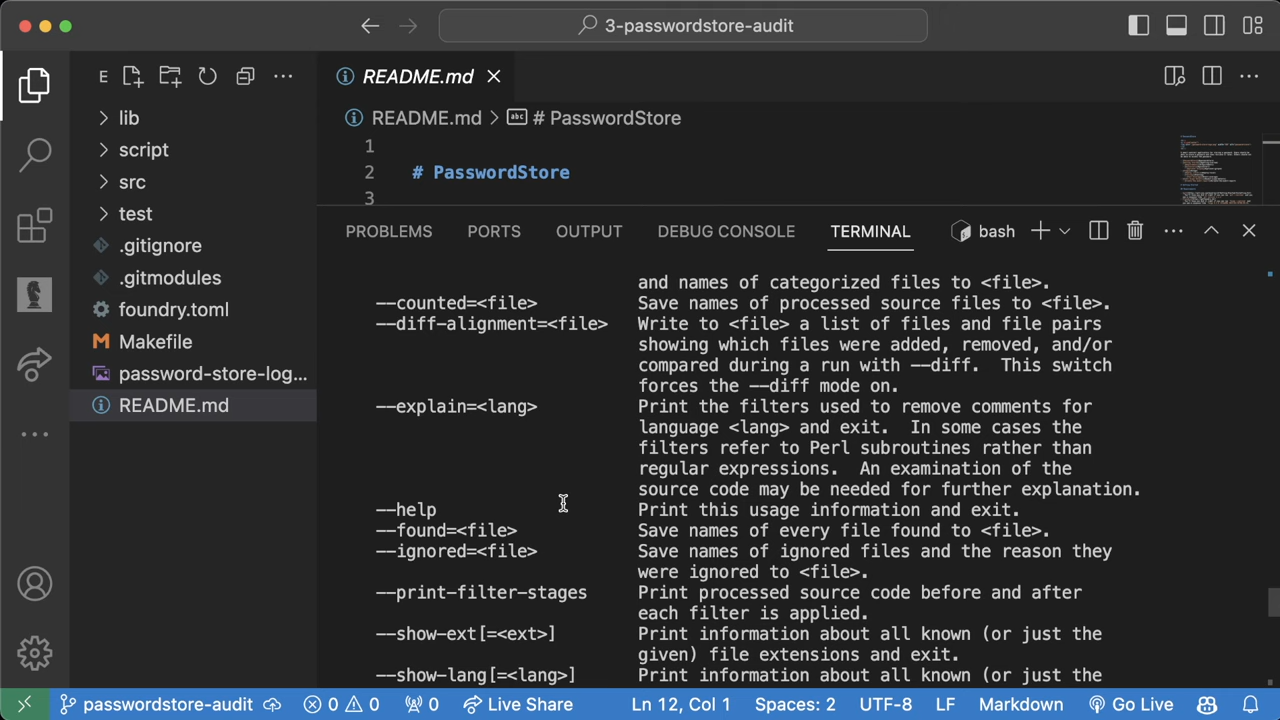 3-passwordstore-audit
E
README.md
README.md > # PasswordStore
lib
script
src
test
.gitignore
.gitmodules
foundry.toml
Makefile
password-store-log...
README.md
1
2 # PasswordStore
3
PROBLEMS PORTS OUTPUT DEBUG CONSOLE TERMINAL bash
and names of categorized files to <file>.
--counted=<file> Save names of processed source files to <file>.
--diff-alignment=<file> Write to <file> a list of files and file pairs
showing which files were added, removed, and/or
compared during a run with --diff. This switch
forces the --diff mode on.
--explain=<lang> Print the filters used to remove comments for
language <lang> and exit. In some cases the
filters refer to Perl subroutines rather than
regular expressions. An examination of the
source code may be needed for further explanation.
--help Print this usage information and exit.
--found=<file> Save names of every file found to <file>.
--ignored=<file> Save names of ignored files and the reason they
were ignored to <file>.
--print-filter-stages Print processed source code before and after
each filter is applied.
--show-ext[=<ext>] Print information about all known (or just the
given) file extensions and exit.
--show-lang[=<lang>] Print information about all known (or just the
passwordstore-audit 0 0 0 Live Share Ln 12, Col 1 Spaces: 2 UTF-8 LF Markdown Go Live